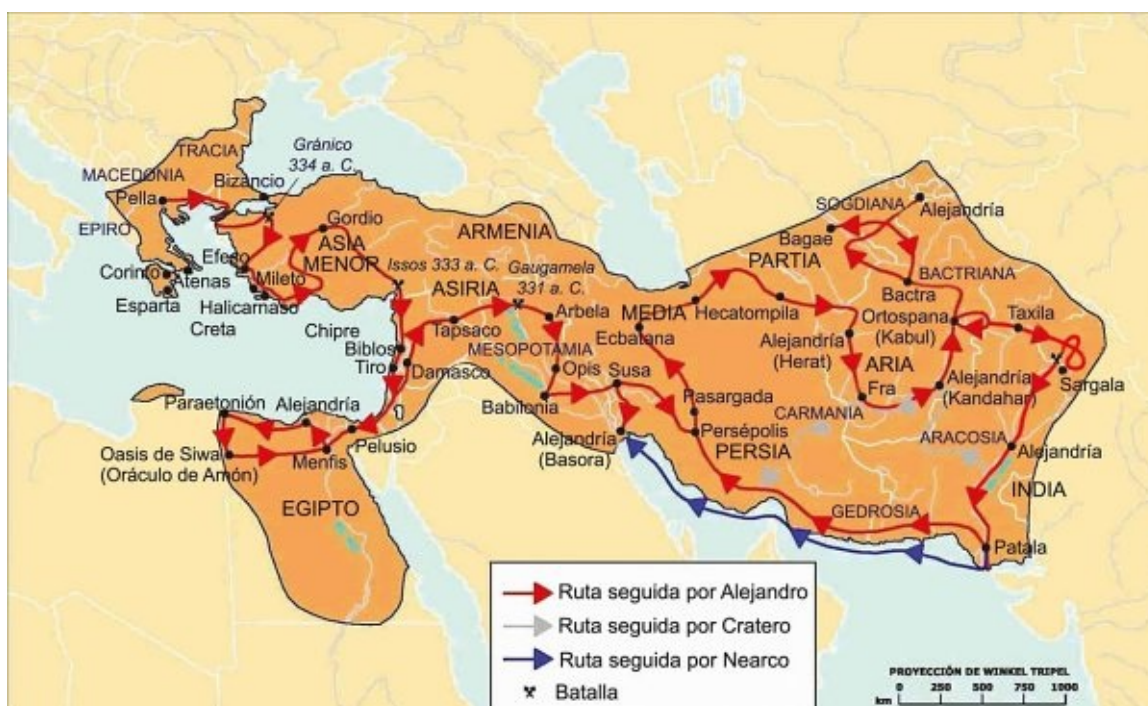 TRACIA
Gránico
334 a. C.
MACEDONIA
Bizancio
Pella
EPIRO
Gordio
ASIA
MENOR
ARMENIA
Efeso
Mileto
Corinto
Atenas
Esparta
Halicarnaso
Creta
Issos 333 a. C.
ASIRIA
Gaugamela
331 a. C.
Chipre
Biblos
Tiro
Tapsaco
Damasco
Arbela
MESOPOTAMIA
Opis
Babilonia
Susa
Alejandría
(Basora)
MEDIA
Ecbatana
Pasargada
Persépolis
PERSIA
Paraetonión
Alejandría
Pelusio
Oasis de Siwal
(Oráculo de Amón)
Menfis
EGIPTO
SOGDIANA
Alejandría
Bagae
PARTIA
BACTRIANA
Bactra
Hecatompila
Ortospana
(Kabul)
Taxila
Alejandría
(Herat)
ARIA
Fra
Alejandría
(Kandahar)
Sargala
CARMANIA
ARACOSIA
Alejandría
INDIA
GEDROSIA
Patala
Ruta seguida por Alejandro
Ruta seguida por Cratero
Ruta seguida por Nearco
Batalla
PROYECCIÓN DE WINKEL TRIPEL
km 0 250 500 750 1000